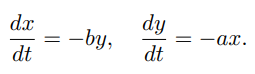 dx/dt = −by, dy/dt = −ax.